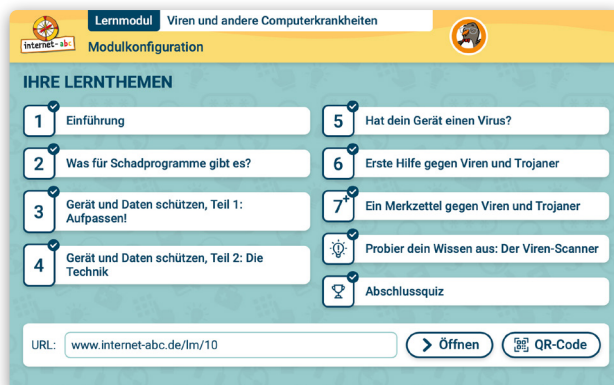 Lernmodul Viren und andere Computerkrankheiten
internet-abc
Modulkonfiguration
IHRE LERNTHEMEN
1 Einführung
2 Was für Schadprogramme gibt es?
3 Gerät und Daten schützen, Teil 1:
Aufpassen!
4 Gerät und Daten schützen, Teil 2: Die
Technik
5 Hat dein Gerät einen Virus?
6 Erste Hilfe gegen Viren und Trojaner
7+ Ein Merkzettel gegen Viren und Trojaner
Probier dein Wissen aus: Der Viren-Scanner
Abschlussquiz
URL: www.internet-abc.de/lm/10 Öffnen QR-Code